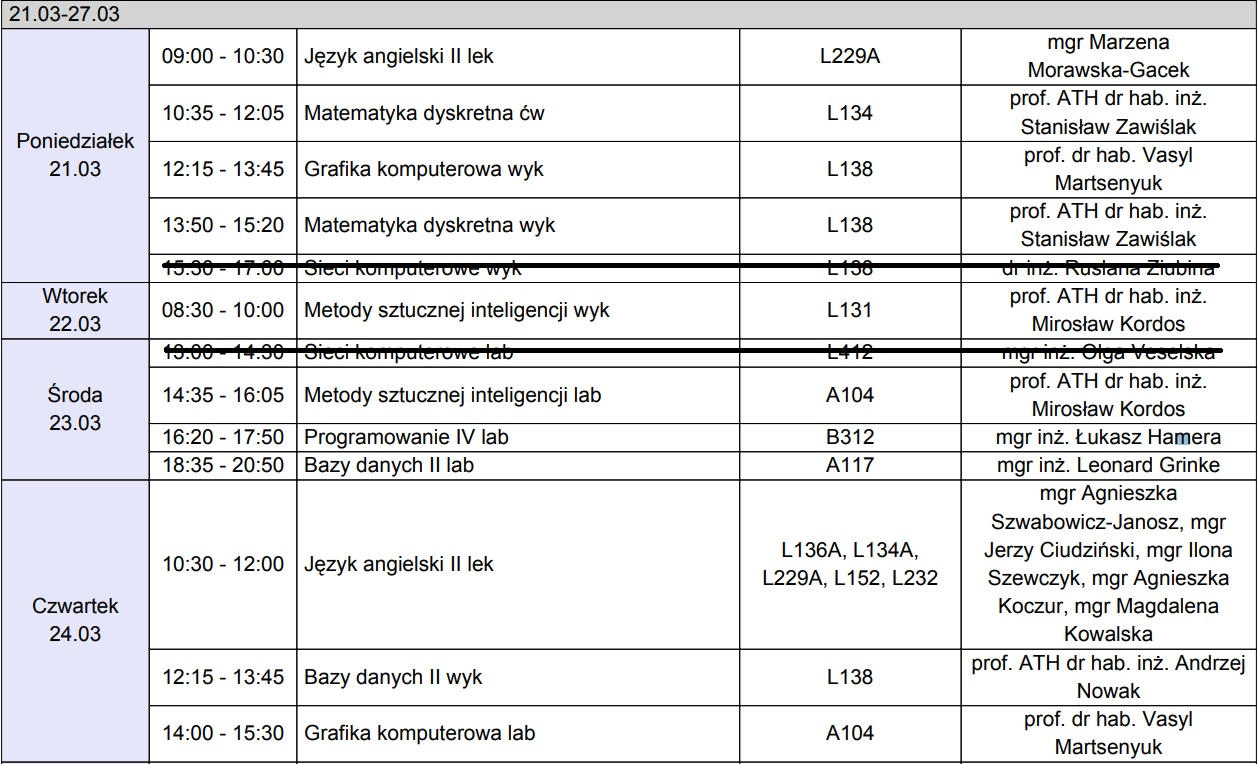 21.03-27.03
Poniedziałek
21.03
09:00 - 10:30 Język angielski II lek L229A mgr Marzena
Morawska-Gacek
10:35 - 12:05 Matematyka dyskretna ćw L134 prof. ATH dr hab. inż.
Stanisław Zawiślak
12:15 - 13:45 Grafika komputerowa wyk L138 prof. dr hab. Vasyl
Martsenyuk
13:50 - 15:20 Matematyka dyskretna wyk L138 prof. ATH dr hab. inż.
Stanisław Zawiślak
15:30 - 17:00 Sieci komputerowe wyk L138 dr inż. Ruslana Ziubina
Wtorek
22.03
08:30 - 10:00 Metody sztucznej inteligencji wyk L131 prof. ATH dr hab. inż.
Mirosław Kordos
Środa
23.03
13:00 - 14:30 Sieci komputerowe lab L412 mgr inż. Olga Veselska
14:35 - 16:05 Metody sztucznej inteligencji lab A104 prof. ATH dr hab. inż.
Mirosław Kordos
16:20 - 17:50 Programowanie IV lab B312 mgr inż. Łukasz Hamera
18:35 - 20:50 Bazy danych II lab A117 mgr inż. Leonard Grinke
Czwartek
24.03
10:30 - 12:00 Język angielski II lek L136A, L134A,
L229A, L152, L232
mgr Agnieszka
Szwabowicz-Janosz, mgr
Jerzy Ciudziński, mgr Ilona
Szewczyk, mgr Agnieszka
Koczur, mgr Magdalena
Kowalska
12:15 - 13:45 Bazy danych II wyk L138 prof. ATH dr hab. inż. Andrzej
Nowak
14:00 - 15:30 Grafika komputerowa lab A104 prof. dr hab. Vasyl
Martsenyuk